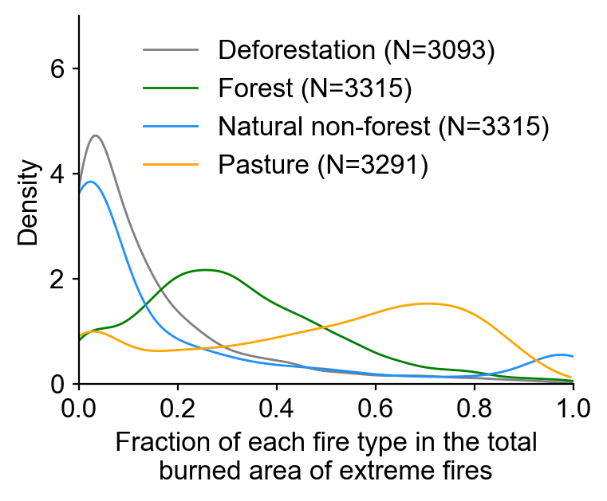 Deforestation (N=3093)
Forest (N=3315)
Natural non-forest (N=3315)
Pasture (N=3291)
Density
6
4
2
0
0.0 0.2 0.4 0.6 0.8 1.0
Fraction of each fire type in the total
burned area of extreme fires